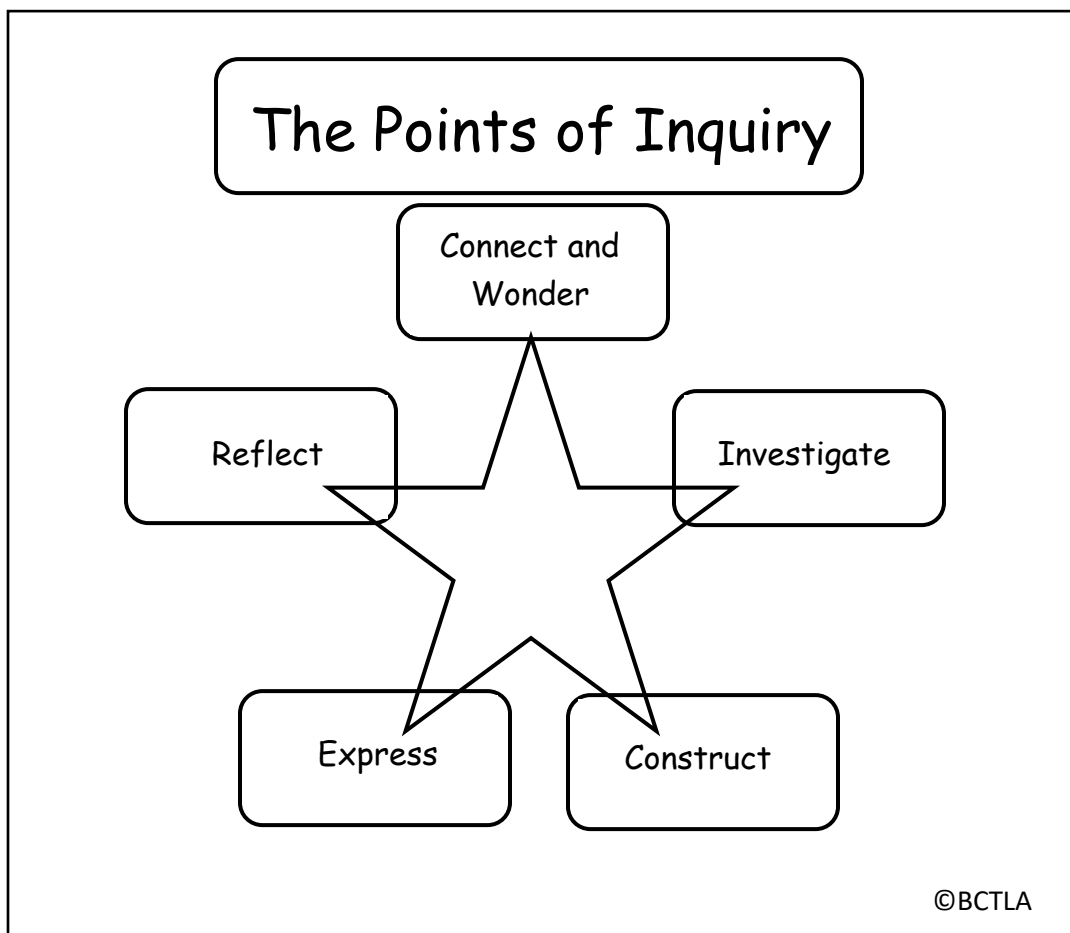 The Points of Inquiry
Connect and
Wonder
Reflect
Investigate
Express
Construct
©BCTLA